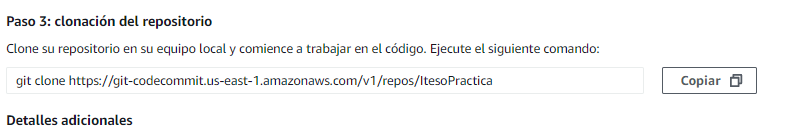 Paso 3: clonación del repositorio
Clone su repositorio en su equipo local y comience a trabajar en el código. Ejecute el siguiente comando:
git clone https://git-codecommit.us-east-1.amazonaws.com/v1/repos/ItesoPractica
Copiar
Detalles adicionales